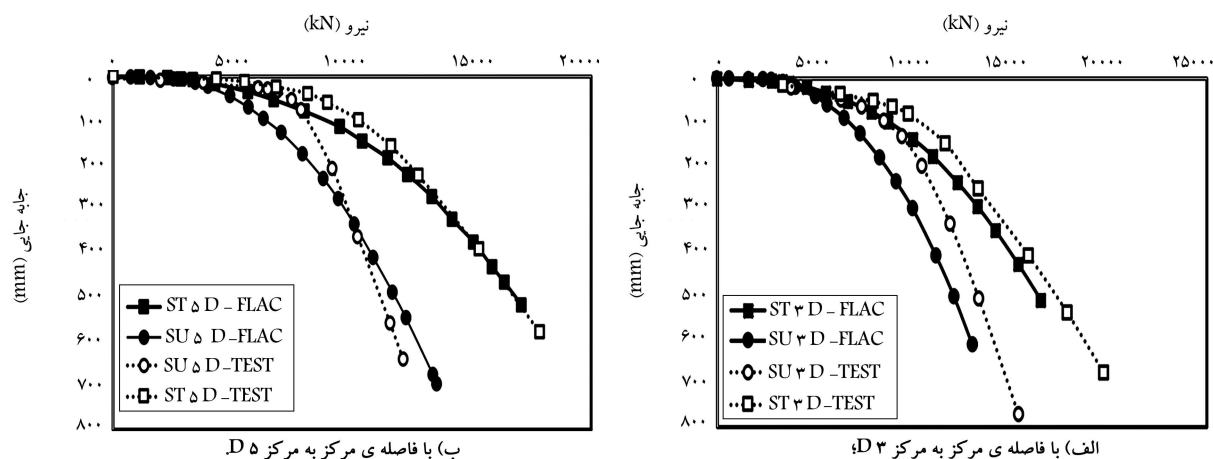 نیرو (kN)
۰ ۵۰۰۰ ۱۰۰۰۰ ۱۵۰۰۰ ۲۰۰۰۰ ۲۵۰۰۰
۰
۱۰۰
۲۰۰
۳۰۰
۴۰۰
۵۰۰
۶۰۰
۷۰۰
۸۰۰
جابه جایی (mm)
ST ۳ D – FLAC
SU ۳ D–FLAC
SU ۳ D–TEST
ST ۳ D–TEST
الف) با فاصله ی مرکز به مرکز ۳ D؛
نیرو (kN)
۰ ۵۰۰۰ ۱۰۰۰۰ ۱۵۰۰۰ ۲۰۰۰۰
۰
۱۰۰
۲۰۰
۳۰۰
۴۰۰
۵۰۰
۶۰۰
۷۰۰
۸۰۰
جابه جایی (mm)
ST ۵ D – FLAC
SU ۵ D–FLAC
SU ۵ D–TEST
ST ۵ D–TEST
ب) با فاصله ی مرکز به مرکز ۵ D.